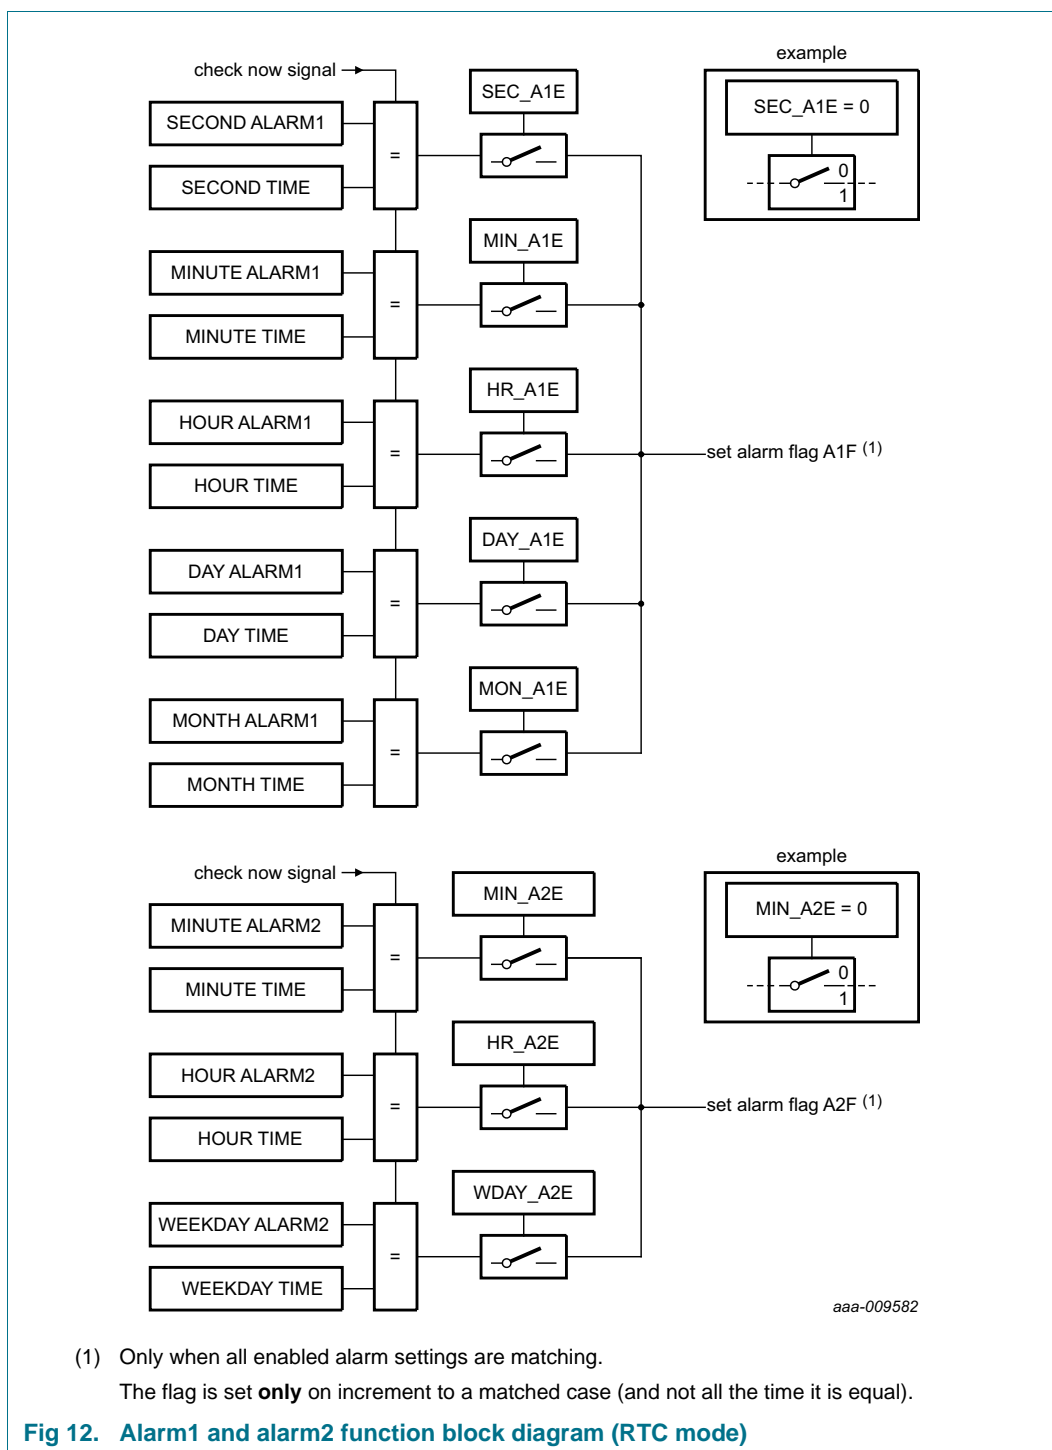 example
check now signal
SEC_A1E
SEC_A1E = 0
SECOND ALARM1
=
0
1
SECOND TIME
MIN_A1E
MINUTE ALARM1
=
MINUTE TIME
HR_A1E
HOUR ALARM1
=
set alarm flag A1F (1)
HOUR TIME
DAY_A1E
DAY ALARM1
=
DAY TIME
MON_A1E
MONTH ALARM1
=
MONTH TIME
example
check now signal
MIN_A2E
MIN_A2E = 0
MINUTE ALARM2
=
0
1
MINUTE TIME
HR_A2E
HOUR ALARM2
=
set alarm flag A2F (1)
HOUR TIME
WDAY_A2E
WEEKDAY ALARM2
=
WEEKDAY TIME
aaa-009582
(1) Only when all enabled alarm settings are matching.
The flag is set only on increment to a matched case (and not all the time it is equal).
Fig 12. Alarm1 and alarm2 function block diagram (RTC mode)